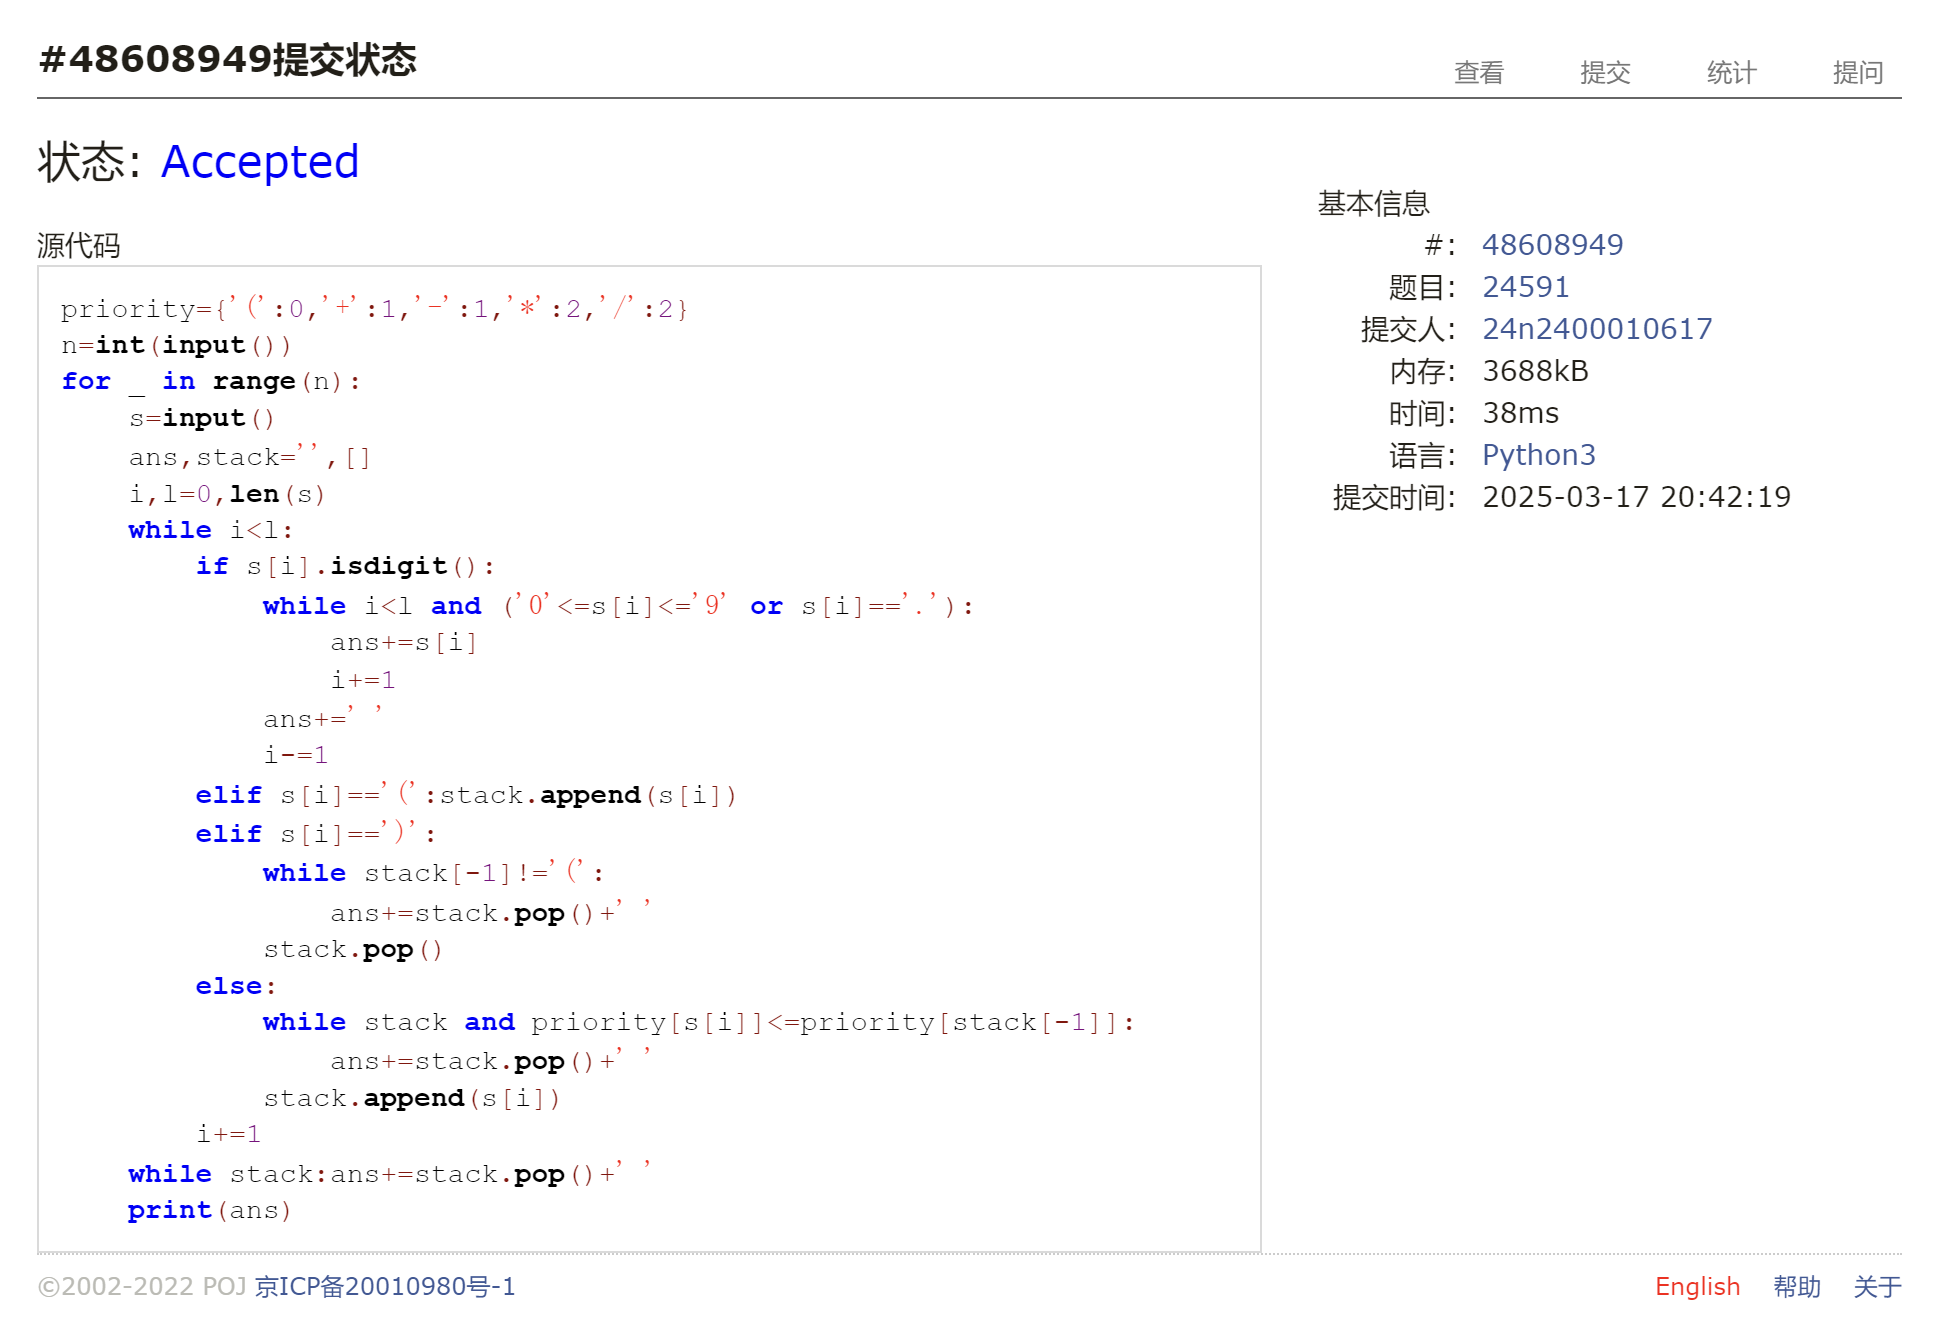 #48608949提交状态
查看 提交 统计 提问
状态: Accepted
源代码
priority={'(':0,'+':1,'-':1,'*':2,'/':2}
n=int(input())
for _ in range(n):
    s=input()
    ans,stack='',[]
    i,l=0,len(s)
    while i<l:
        if s[i].isdigit():
            while i<l and ('0'<=s[i]<='9' or s[i]=='.'):
                ans+=s[i]
                i+=1
            ans+=' '
            i-=1
        elif s[i]=='(':stack.append(s[i])
        elif s[i]==')':
            while stack[-1]!='(':
                ans+=stack.pop()+' '
            stack.pop()
        else:
            while stack and priority[s[i]]<=priority[stack[-1]]:
                ans+=stack.pop()+' '
            stack.append(s[i])
        i+=1
    while stack:ans+=stack.pop()+' '
    print(ans)
基本信息
#: 48608949
题目: 24591
提交人: 24n2400010617
内存: 3688kB
时间: 38ms
语言: Python3
提交时间: 2025-03-17 20:42:19
©2002-2022 POJ 京ICP备20010980号-1
English 帮助 关于